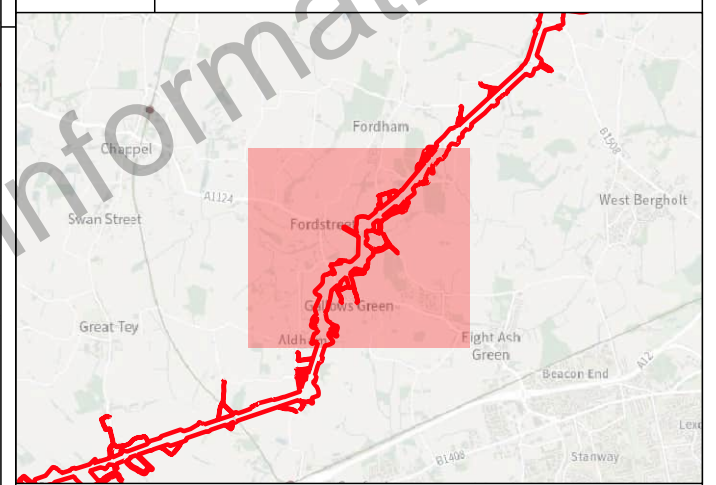 Informati
Fordham
Chappel
B1508
A1124
West Bergholt
Swan Street
Fordstreet
Gallows Green
Great Tey
Aldham
Eight Ash
Green
A12
Beacon End
Lex
B1408
Stanway